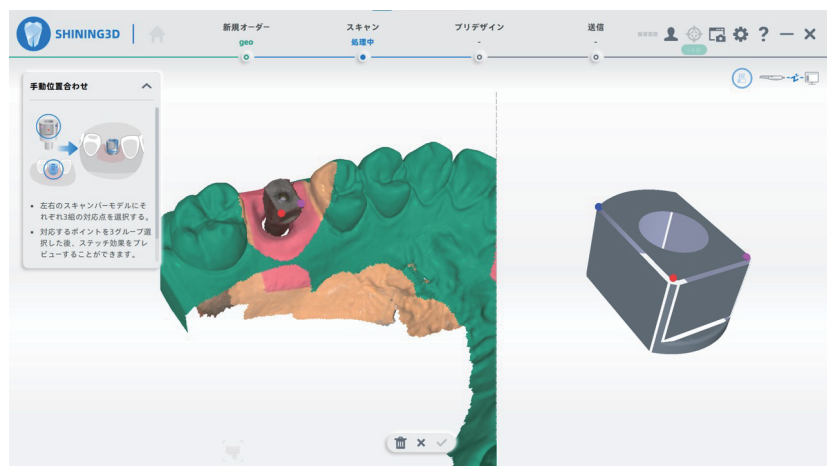 SHINING3D
新規オーダー
geo
スキャン
処理中
プリデザイン
-
送信
-
?
手動位置合わせ
左右のスキャンバーモデルにそ
れぞれ3組の対応点を選択する。
対応するポイントを3グループ選
択した後、ステッチ効果をプレ
ビューすることができます。